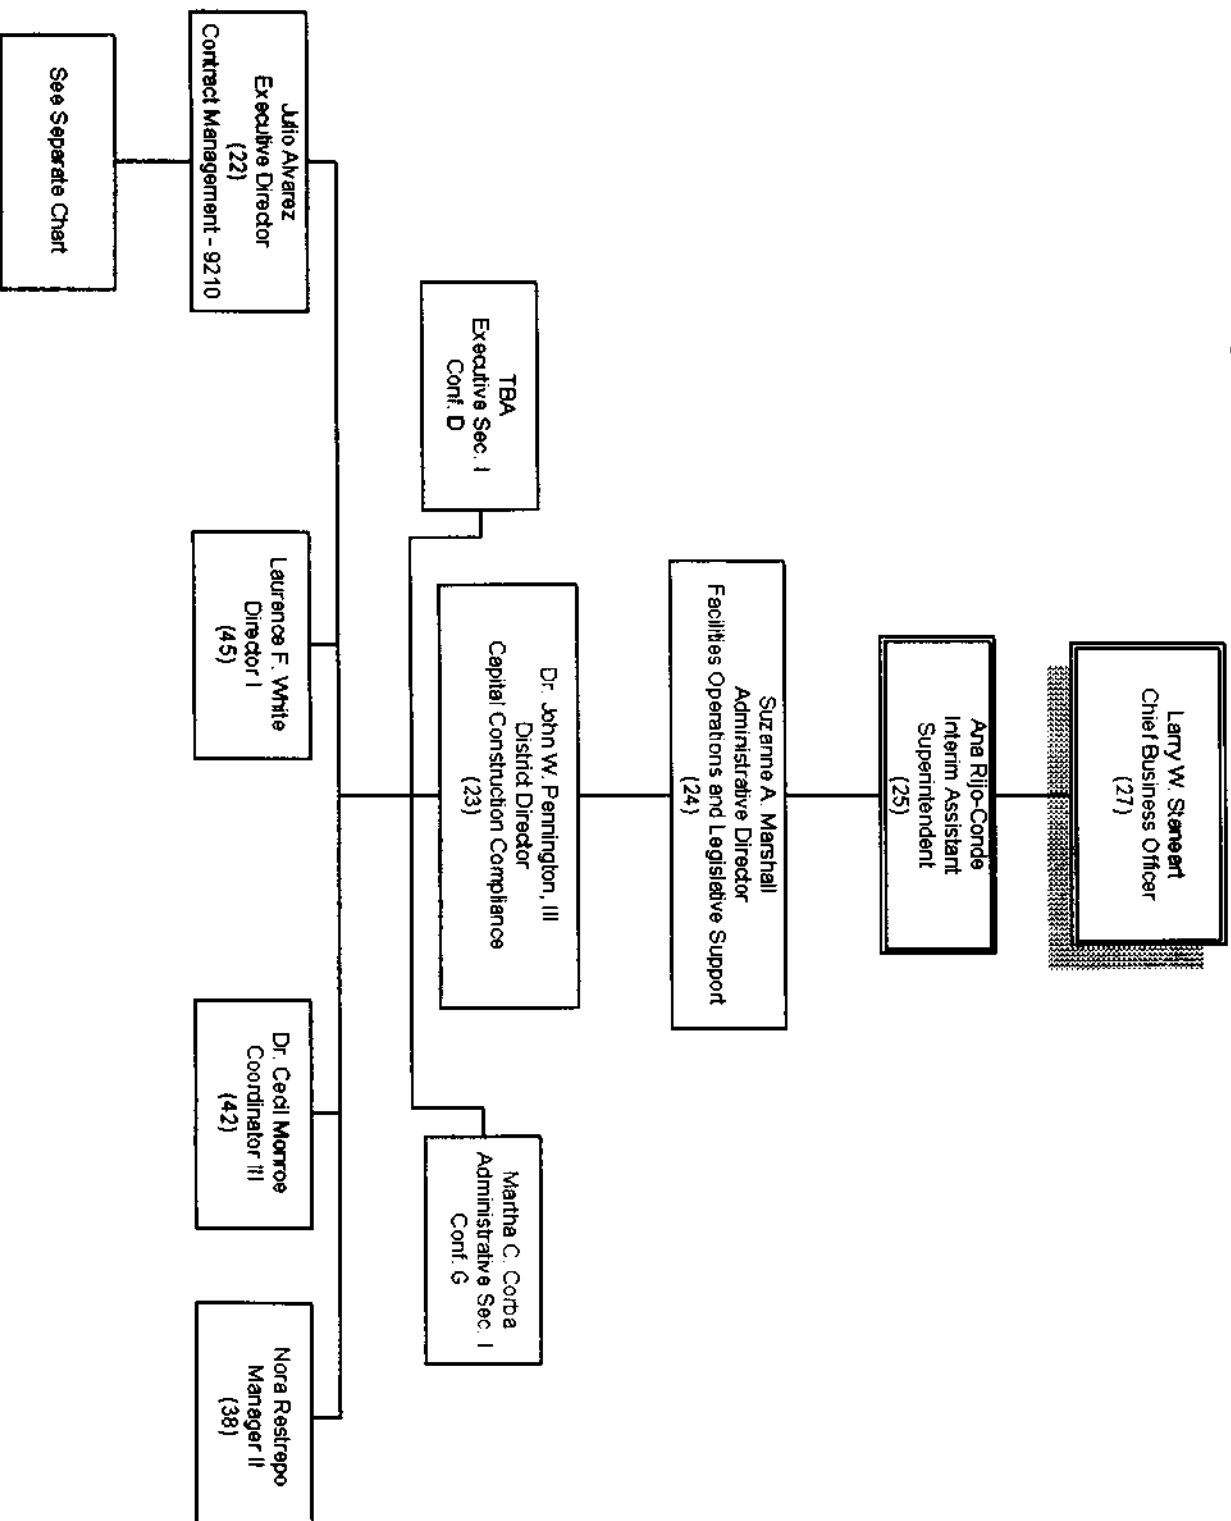 Larry W. Staneart
Chief Business Officer
(27)
Ana Rijo-Conde
Interim Assistant
Superintendent
(25)
Suzanne A. Marshall
Administrative Director
Facilities Operations and Legislative Support
(24)
Dr. John W. Pennington, III
District Director
Capital Construction Compliance
(23)
TBA
Executive Sec. I
Conf. D
Martha C. Corba
Administrative Sec. I
Conf. G
Julio Alvarez
Executive Director
(22)
Contract Management - 9210
Laurence F. White
Director I
(45)
Dr. Cecil Monroe
Coordinator III
(42)
Nora Restrepo
Manager II
(38)
See Separate Chart